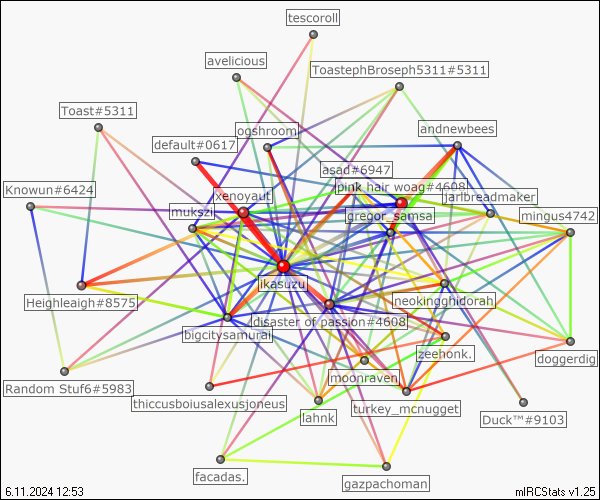 tescoroll
avelicious
ToastephBroseph5311#5311
Toast#5311
ogshroom
andnewbees
default#0617
asad#6947
Knowun#6424
xenoyaut
pink hair woag#4608
jarlbreadmaker
mukszi
gregor_samsa
mingus4742
ikasuzu
Heighleaigh#8575
neokingghidorah
disaster of passion#4608
bigcitysamurai
zeehonk.
doggerdig
moonraven
Random Stuf6#5983
thiccusboiusalexusjoneus
turkey_mcnugget
lahnk
Duck™#9103
facadas.
gazpachoman
6.11.2024 12:53
mIRCStats v1.25